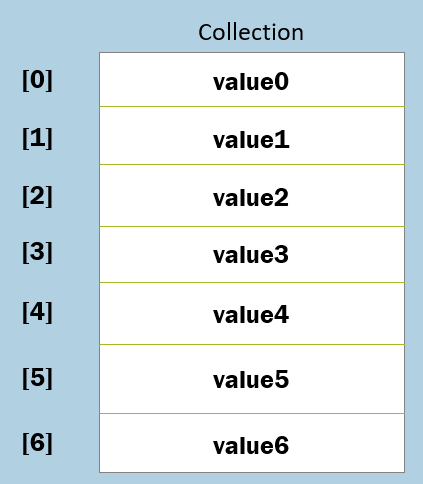 Collection
[0] value0
[1] value1
[2] value2
[3] value3
[4] value4
[5] value5
[6] value6